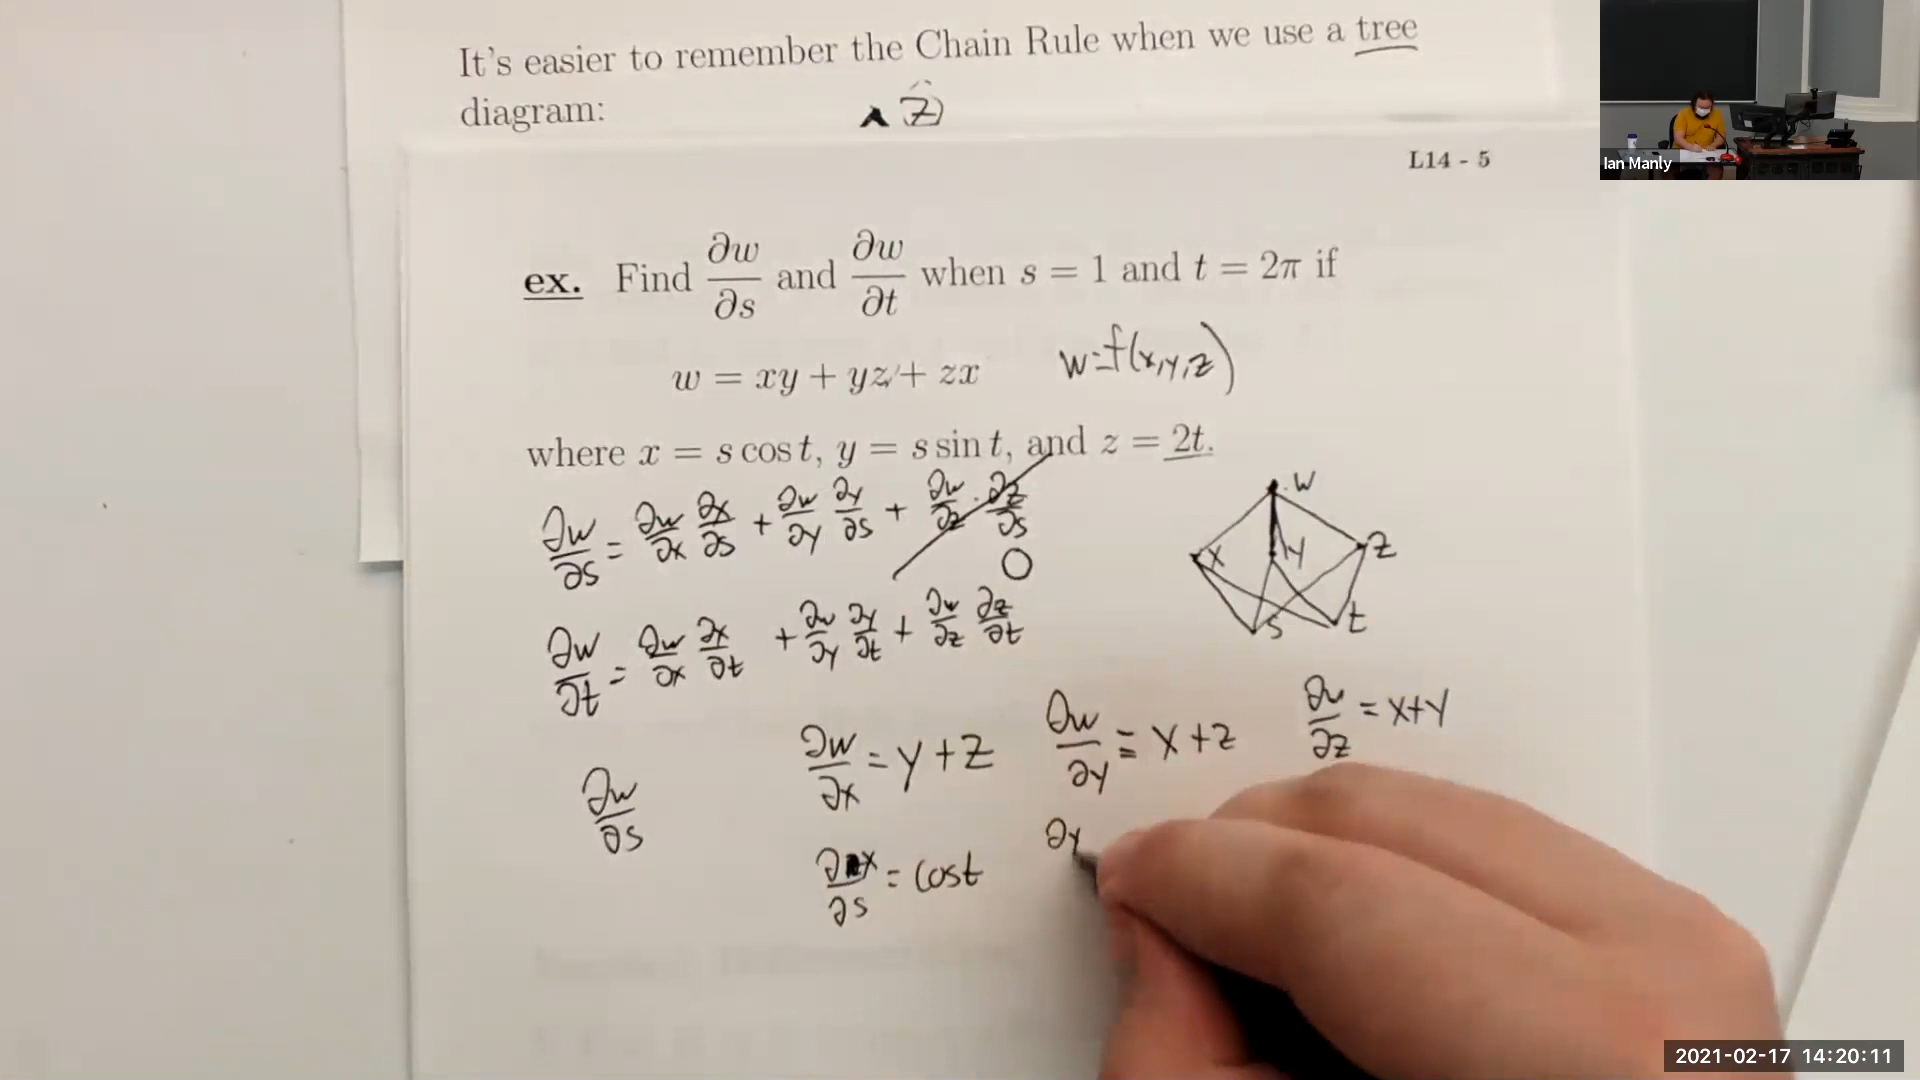 It's easier to remember the Chain Rule when we use a tree
diagram:
Z
L14 - 5
Ian Manly
ex. Find ∂w/∂s and ∂w/∂t when s = 1 and t = 2π if
w = xy + yz + zx w=f(x,y,z)
where x = s cos t, y = s sin t, and z = 2t.
∂w/∂s = ∂w/∂x ∂x/∂s + ∂w/∂y ∂y/∂s + ∂w/∂z · ∂z/∂s
0
w
x y z
s t
∂w/∂t = ∂w/∂x ∂x/∂t + ∂w/∂y ∂y/∂t + ∂w/∂z ∂z/∂t
∂w/∂s ∂w/∂x = y+z ∂w/∂y = x+z ∂w/∂z = x+y
∂x/∂s = cost ∂y
2021-02-17 14:20:11